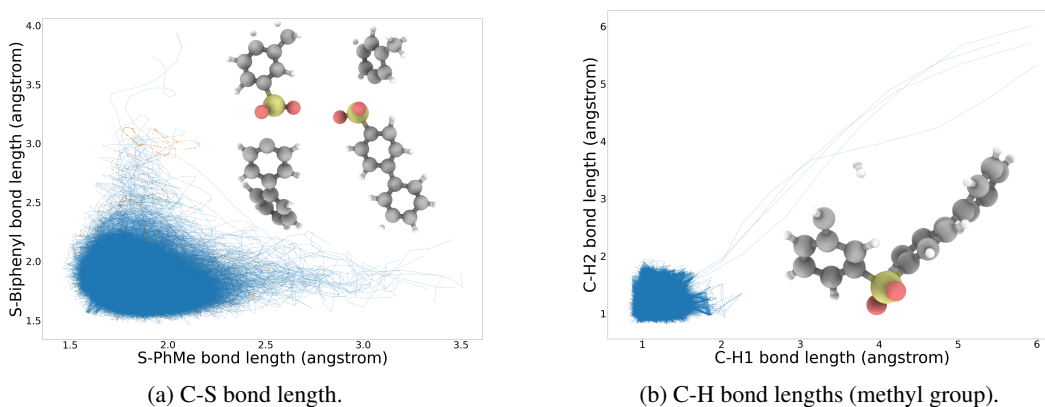 4.0
3.5
3.0
2.5
2.0
1.5
S-Biphenyl bond length (angstrom)
1.5 2.0 2.5 3.0 3.5
S-PhMe bond length (angstrom)
(a) C-S bond length.
6
5
4
3
2
1
C-H2 bond length (angstrom)
1 2 3 4 5 6
C-H1 bond length (angstrom)
(b) C-H bond lengths (methyl group).